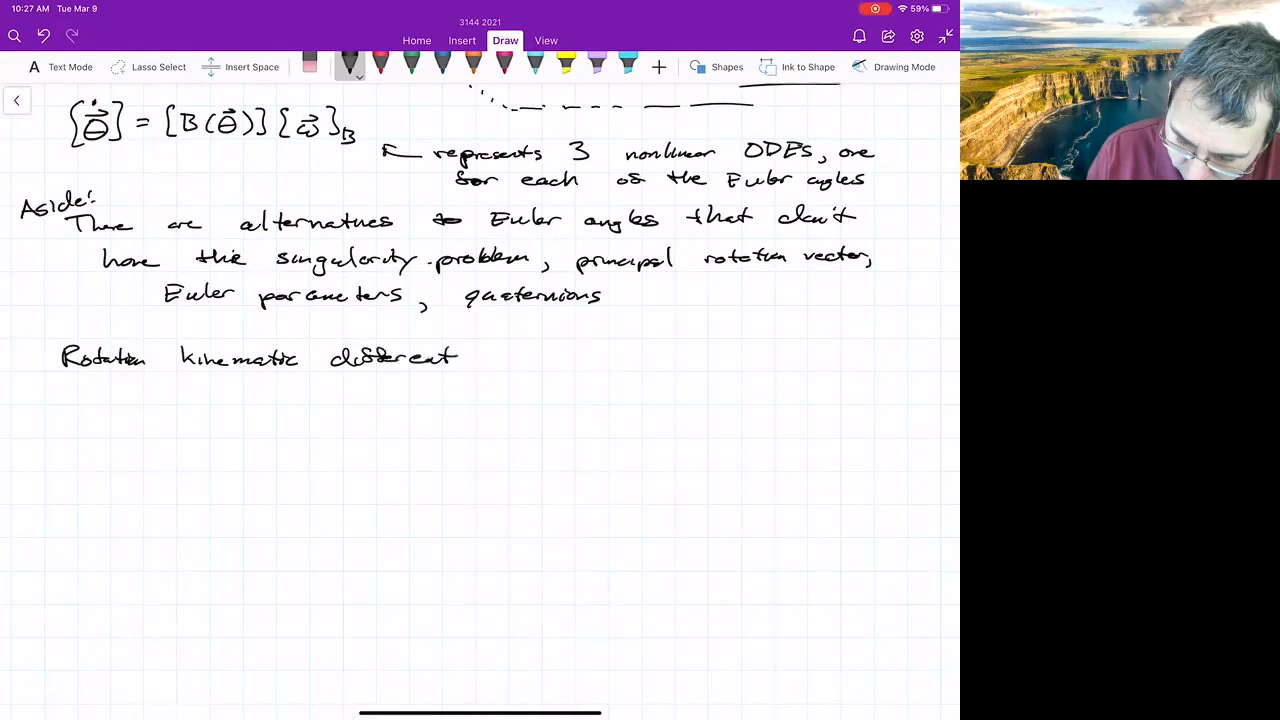 10:27 AM Tue Mar 9
59%
3144 2021
Home Insert Draw View
A Text Mode Lasso Select Insert Space + Shapes Ink to Shape Drawing Mode
[θ̇] = [B(θ⃗)] [ω⃗]B
represents 3 nonlinear ODEs, one
for each of the Euler angles
Aside:
There are alternatives to Euler angles that don't
have this singularity problem, principal rotation vector,
Euler parameters, quaternions
Rotation kinematic different